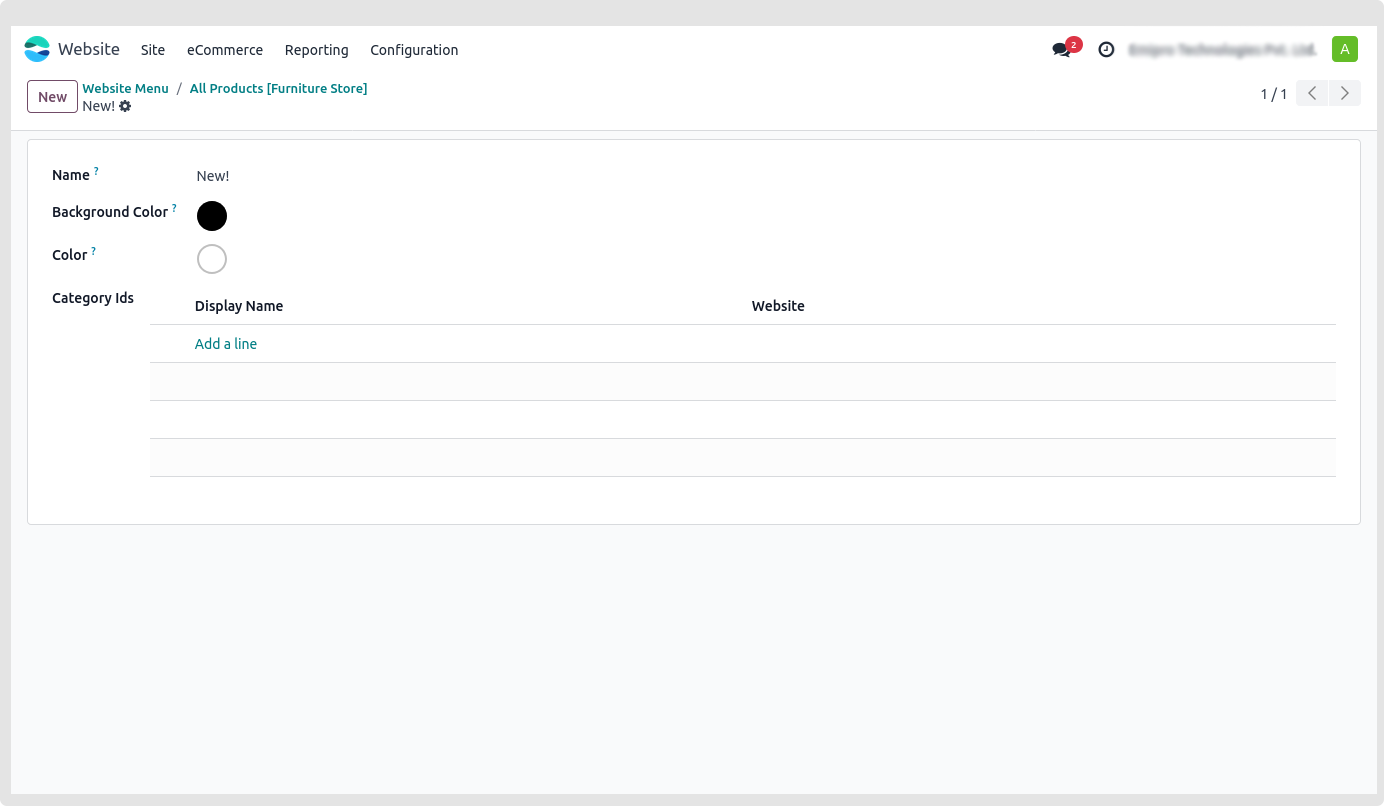 Website Site eCommerce Reporting Configuration 2 A
New Website Menu / All Products [Furniture Store]
New! 1 / 1
Name ? New!
Background Color ?
Color ?
Category Ids
Display Name Website
Add a line